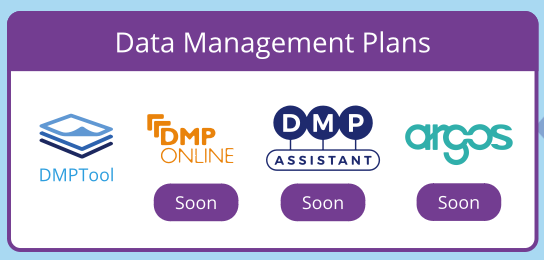 Data Management Plans
DMPTool
DMP
ONLINE
Soon
DMP
ASSISTANT
Soon
argos
Soon